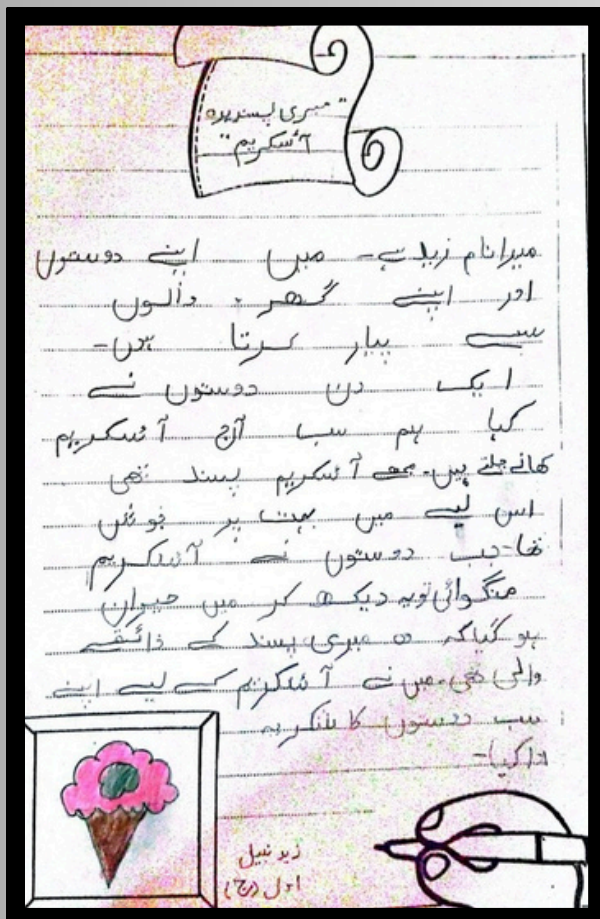 "میری پسندیدہ
آئسکریم"
میرا نام زید ہے۔ میں اپنے دوستوں
اور اپنے گھر والوں
سے پیار کرتا ہوں۔
ایک دن دوستوں نے
کہا ہم سب آج آئسکریم
کھانے چلتے ہیں۔ مجھے آئسکریم پسند تھی
اس لیے میں بہت پر جوش
تھا۔ جب دوستوں نے آئسکریم
منگوائی تو یہ دیکھ کر میں حیران
ہو گیا کہ وہ میری پسند کے ذائقے
والی تھی۔ میں نے آئسکریم کے لیے اپنے
سب دوستوں کا شکریہ
ادا کیا۔
زید نبیل
اول (ج)